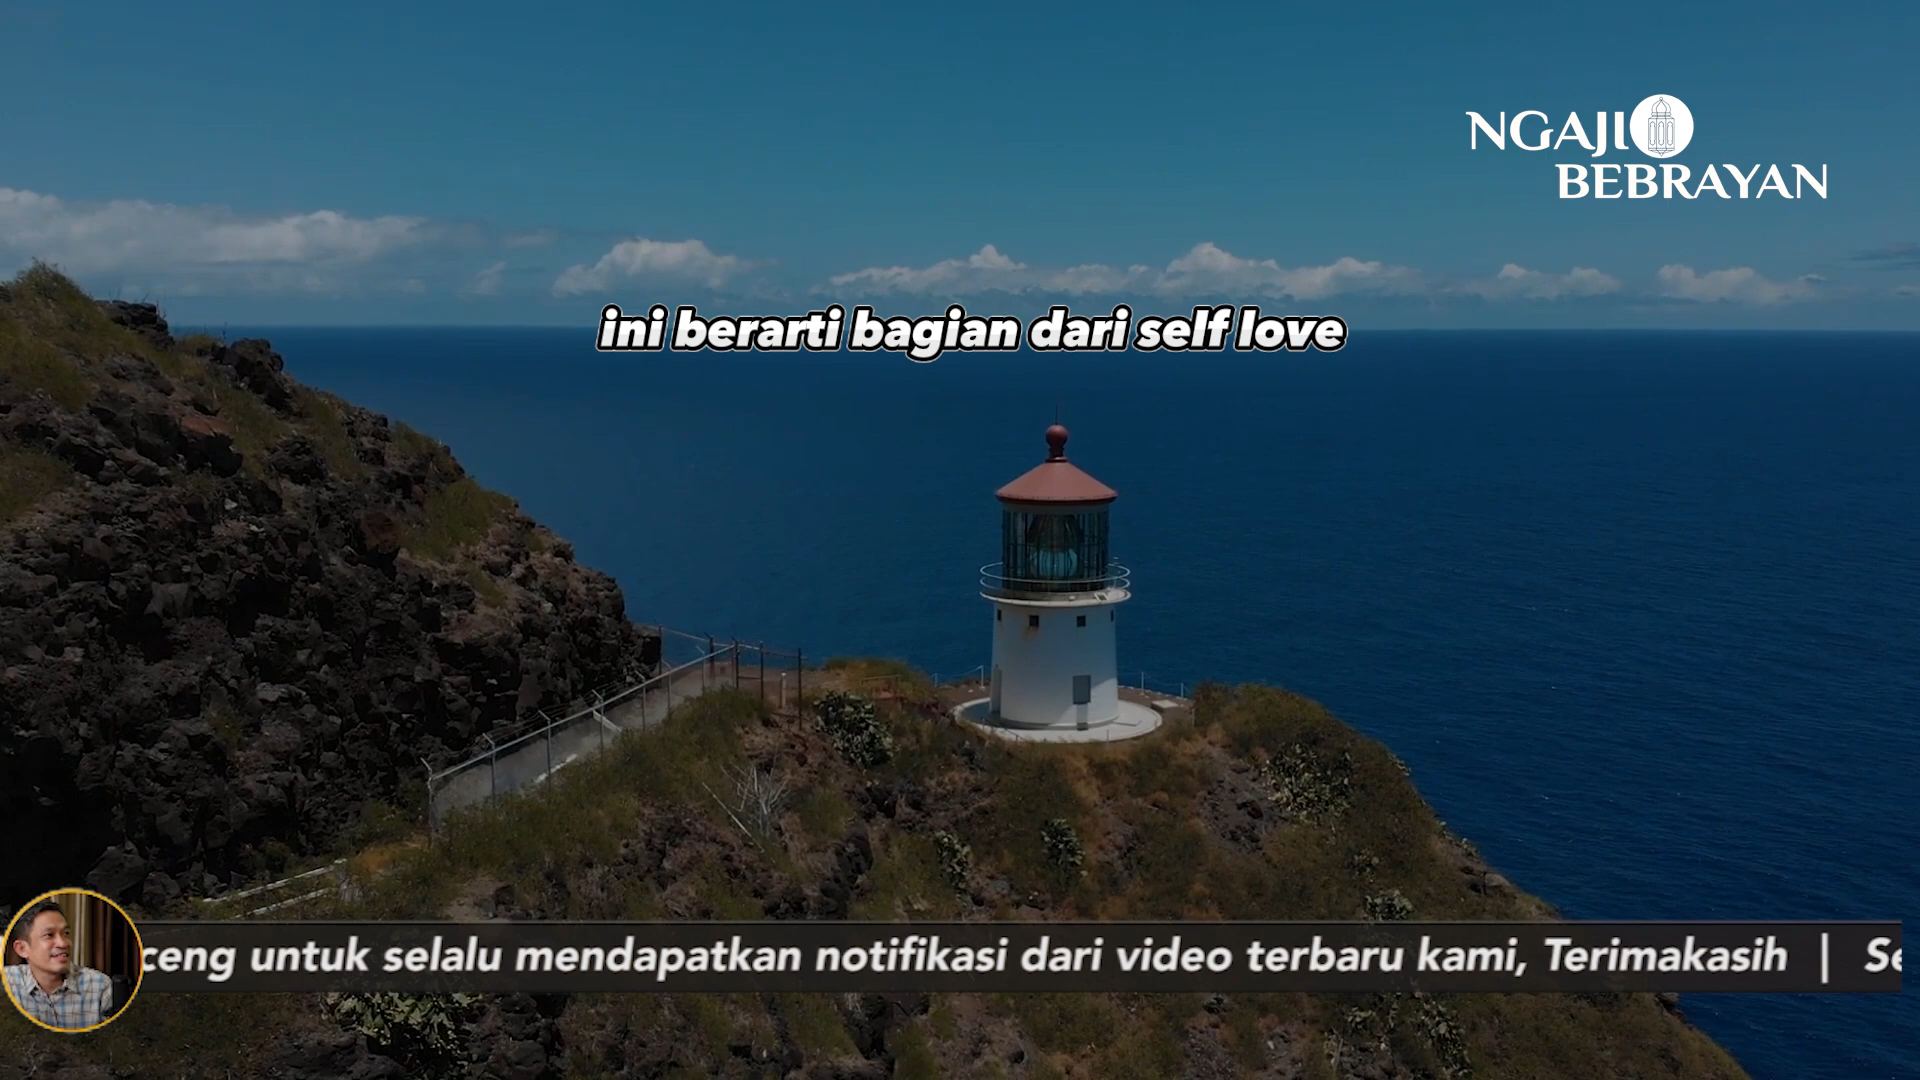 NGAJI
BEBRAYAN
ini berarti bagian dari self love
ceng untuk selalu mendapatkan notifikasi dari video terbaru kami, Terimakasih | Se